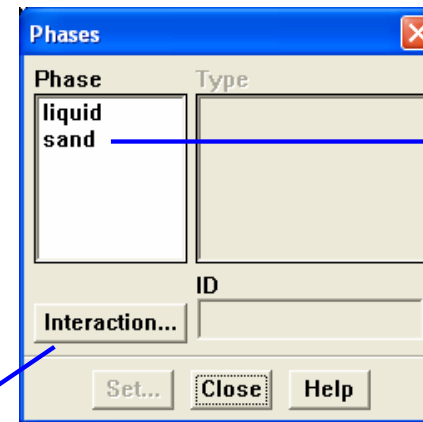 Phases
Phase Type
liquid
sand
ID
Interaction...
Set... Close Help